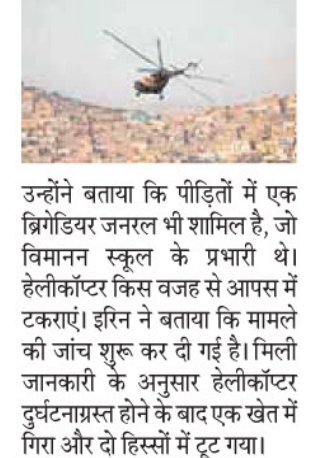 उन्होंने बताया कि पीड़ितों में एक
ब्रिगेडियर जनरल भी शामिल है, जो
विमानन स्कूल के प्रभारी थे।
हेलीकॉप्टर किस वजह से आपस में
टकराएं। इरिन ने बताया कि मामले
की जांच शुरू कर दी गई है। मिली
जानकारी के अनुसार हेलीकॉप्टर
दुर्घटनाग्रस्त होने के बाद एक खेत में
गिरा और दो हिस्सों में टूट गया।